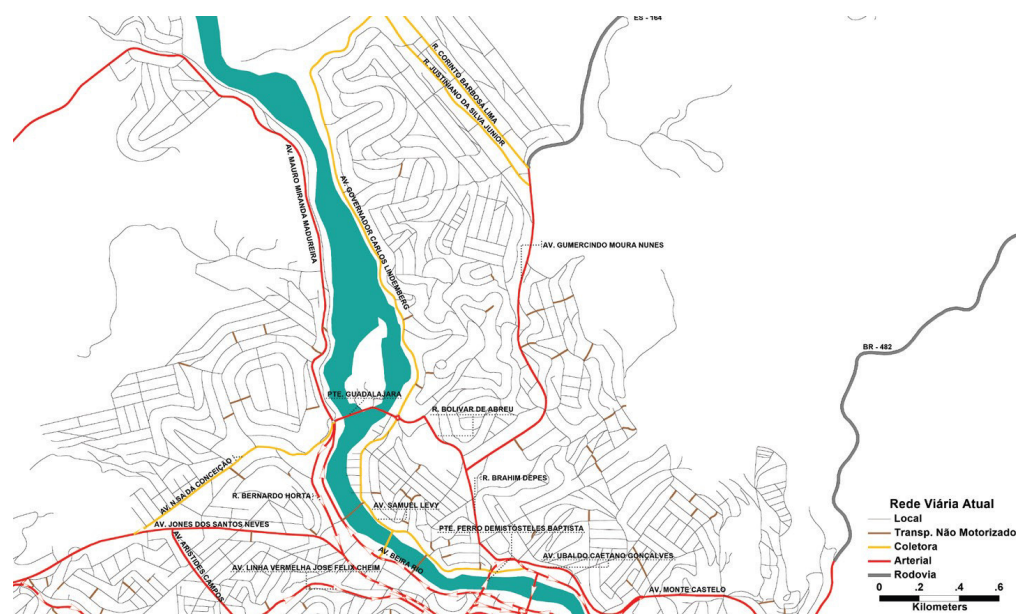 ES - 164
R. CORINTO BARBOSA LIMA
R. JUSTINIANO DA SILVA JUNIOR
AV. MAURO MIRANDA MADUREIRA
AV. GOVERNADOR CARLOS LINDEMBERG
AV. GUMERCINDO MOURA NUNES
BR - 482
PTE. GUADALAJARA
R. BOLIVAR DE ABREU
AV. N.SA DA CONCEIÇÃO
R. BRAHIM DEPES
R. BERNARDO HORTA
AV. SAMUEL LEVY
AV. JONES DOS SANTOS NEVES
PTE. FERRO DEMISTÓSTELES BAPTISTA
AV. ARISTIDES CAMPOS
AV. BEIRA RIO
AV. UBALDO CAETANO GONÇALVES
AV. LINHA VERMELHA JOSE FELIX CHEIM
AV. MONTE CASTELO
Rede Viária Atual
Local
Transp. Não Motorizado
Coletora
Arterial
Rodovia
0 .2 .4 .6
Kilometers